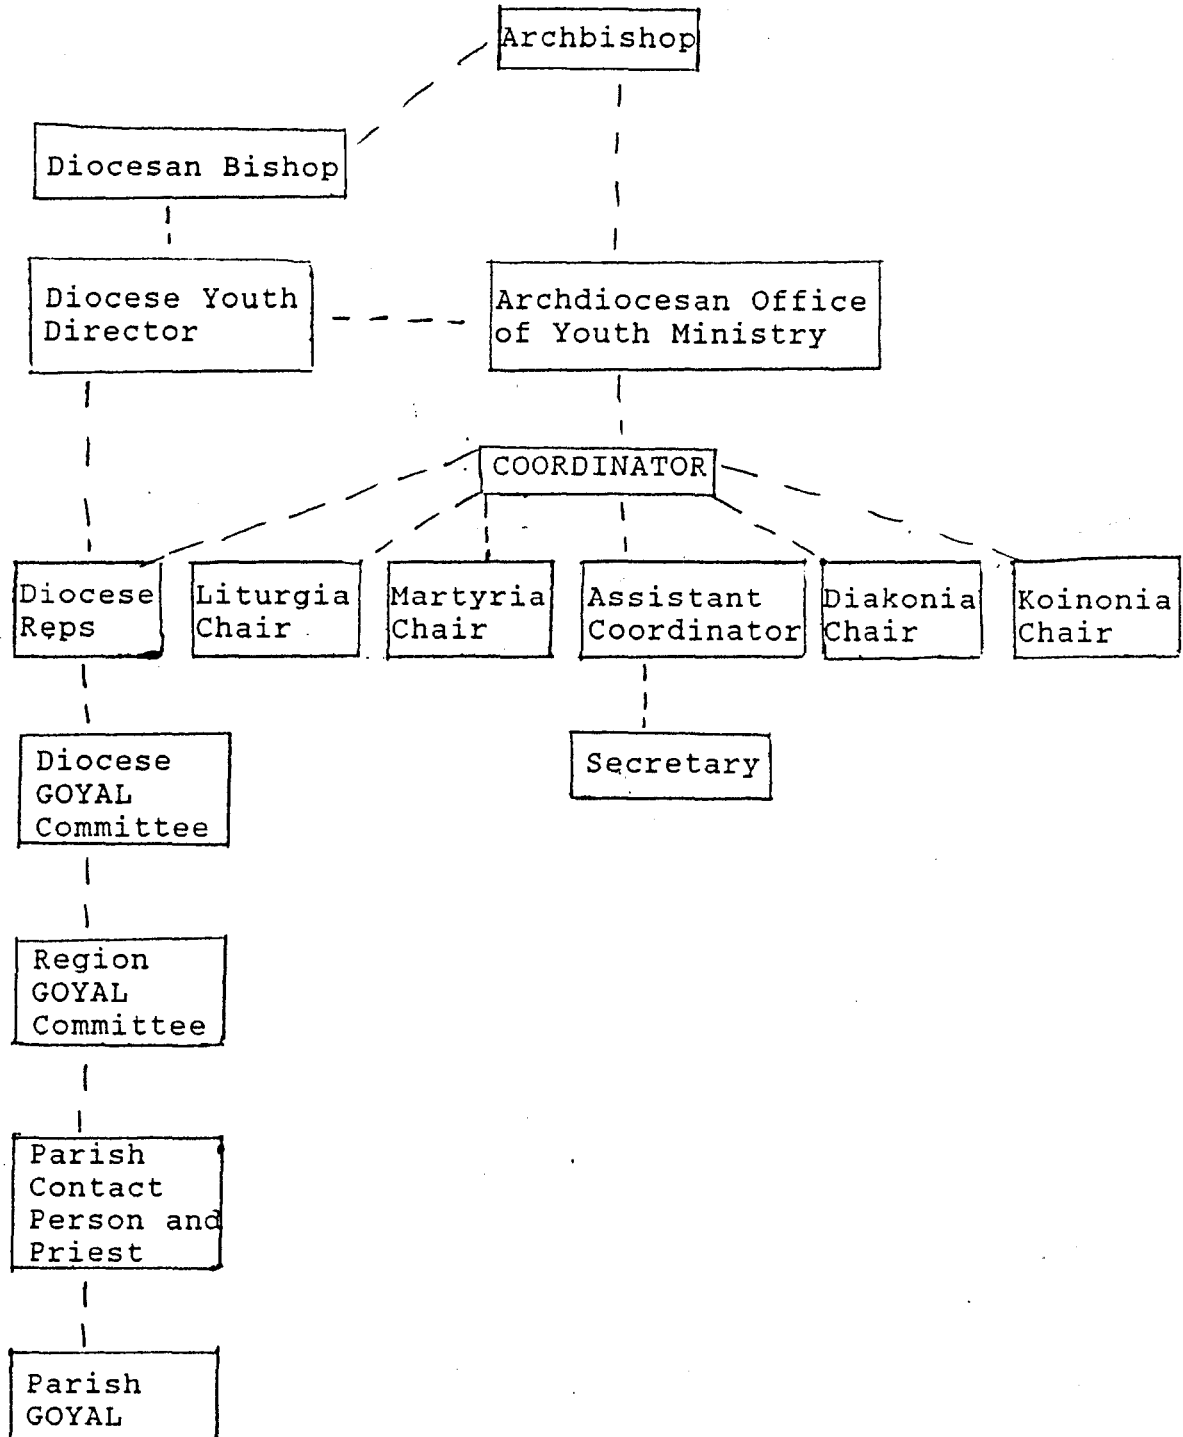 Archbishop
Diocesan Bishop
Diocese Youth
Director
Archdiocesan Office
of Youth Ministry
COORDINATOR
Diocese
Reps
Liturgia
Chair
Martyria
Chair
Assistant
Coordinator
Diakonia
Chair
Koinonia
Chair
Diocese
GOYAL
Committee
Secretary
Region
GOYAL
Committee
Parish
Contact
Person and
Priest
Parish
GOYAL